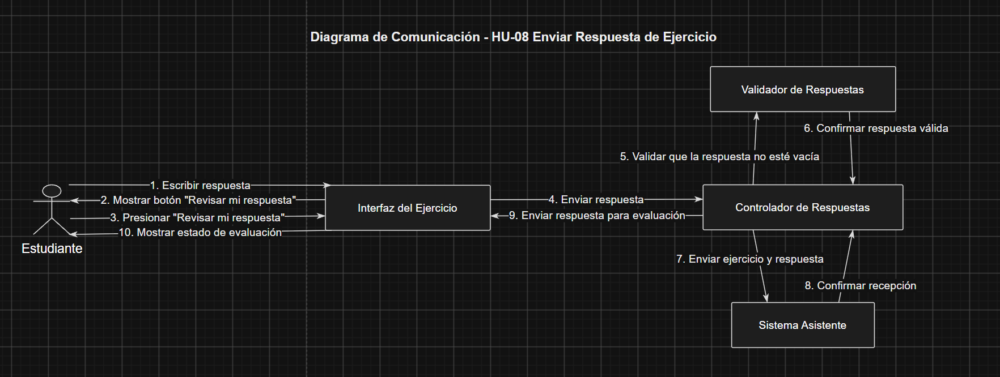 Diagrama de Comunicación - HU-08 Enviar Respuesta de Ejercicio
Validador de Respuestas
6. Confirmar respuesta válida
5. Validar que la respuesta no esté vacía
1. Escribir respuesta
2. Mostrar botón "Revisar mi respuesta"
3. Presionar "Revisar mi respuesta"
10. Mostrar estado de evaluación
Estudiante
Interfaz del Ejercicio
4. Enviar respuesta
9. Enviar respuesta para evaluación
Controlador de Respuestas
7. Enviar ejercicio y respuesta
8. Confirmar recepción
Sistema Asistente